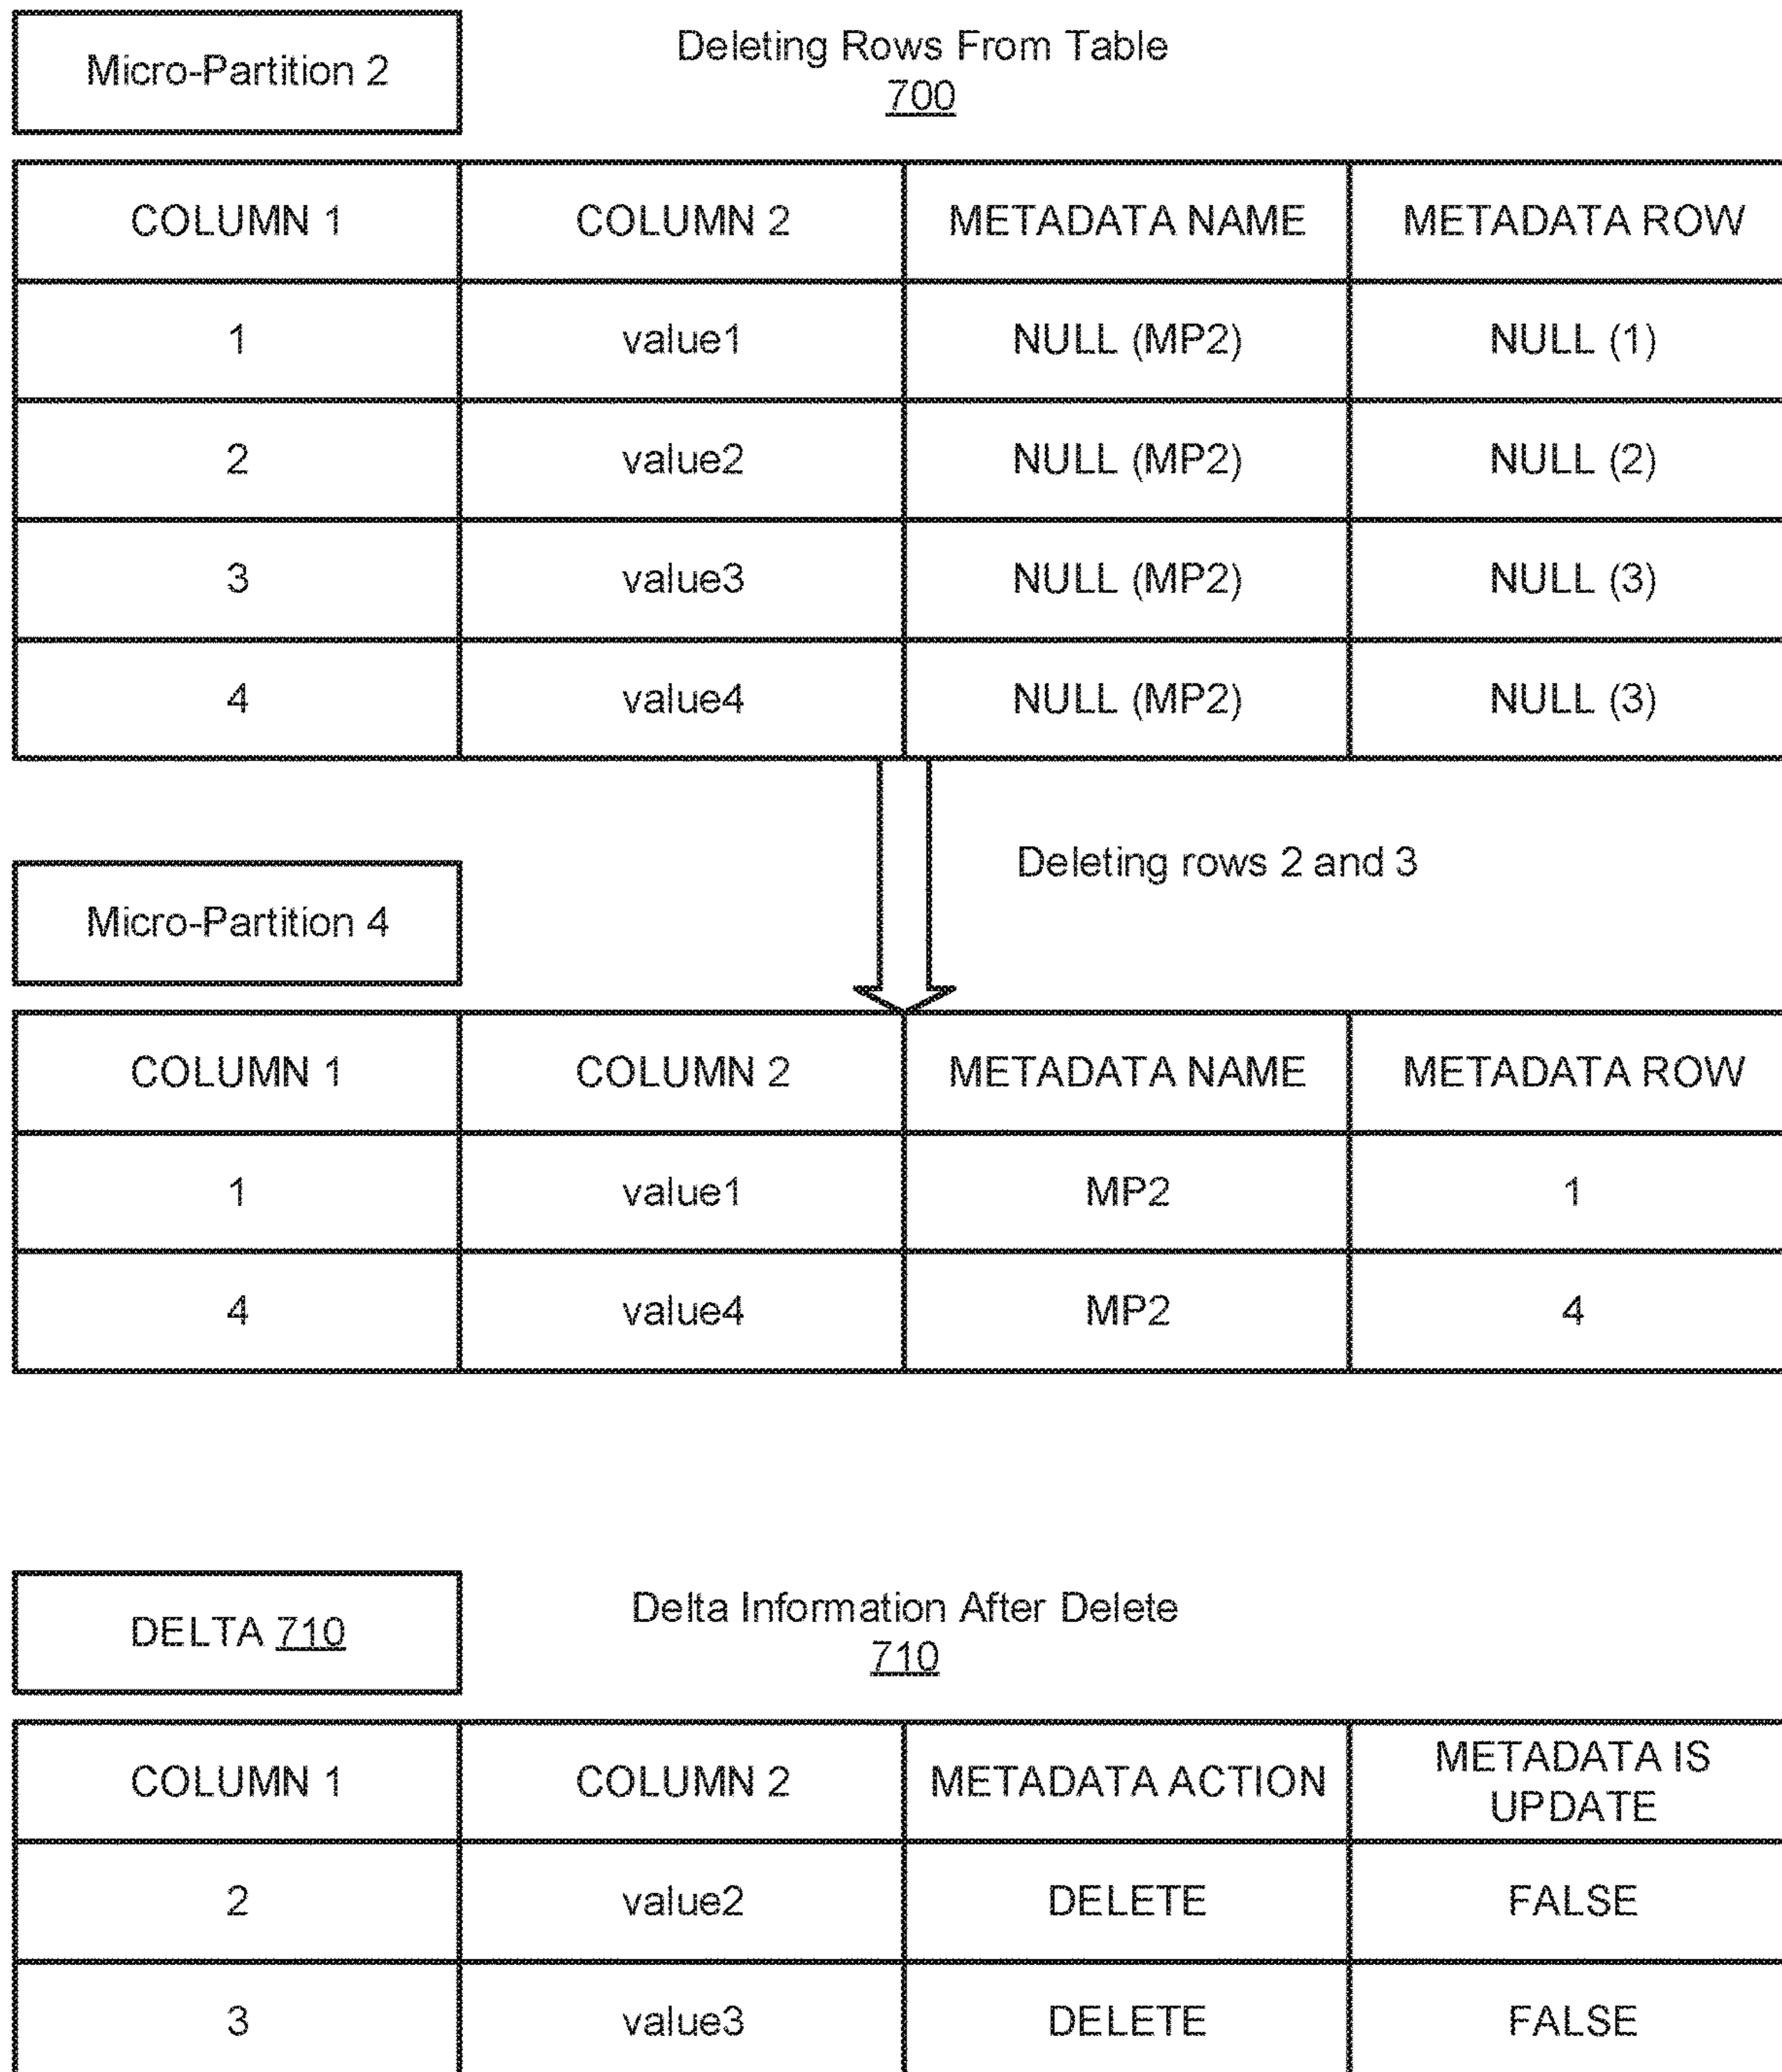 Micro-Partition 2
Deleting Rows From Table
700
COLUMN 1 COLUMN 2 METADATA NAME METADATA ROW
1 value1 NULL (MP2) NULL (1)
2 value2 NULL (MP2) NULL (2)
3 value3 NULL (MP2) NULL (3)
4 value4 NULL (MP2) NULL (3)
Deleting rows 2 and 3
Micro-Partition 4
COLUMN 1 COLUMN 2 METADATA NAME METADATA ROW
1 value1 MP2 1
4 value4 MP2 4
DELTA 710
Delta Information After Delete
710
COLUMN 1 COLUMN 2 METADATA ACTION METADATA IS
UPDATE
2 value2 DELETE FALSE
3 value3 DELETE FALSE